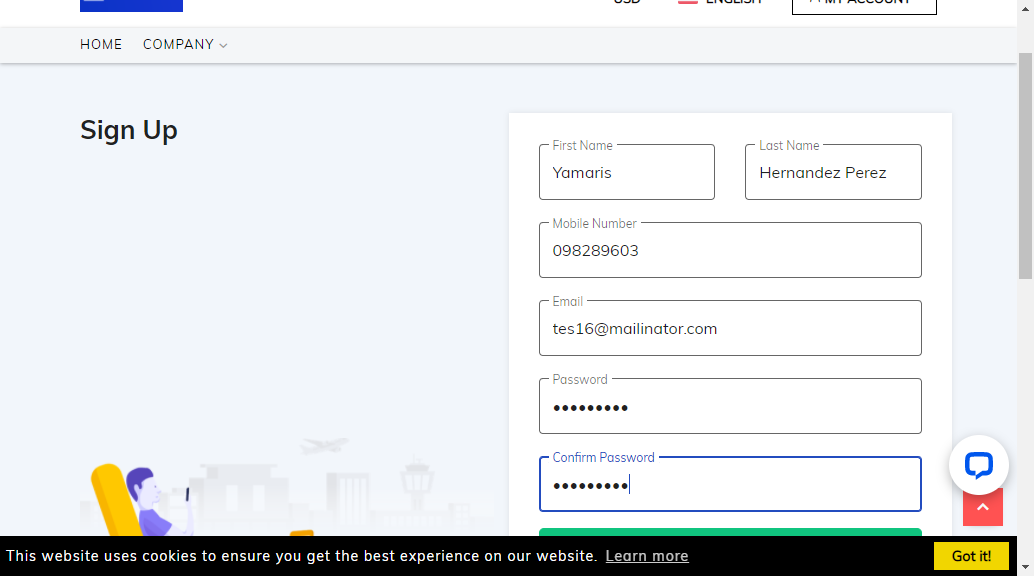 USD ENGLISH MY ACCOUNT
HOME COMPANY
Sign Up
First Name
Yamaris
Last Name
Hernandez Perez
Mobile Number
098289603
Email
tes16@mailinator.com
Password
•••••••••
Confirm Password
•••••••••
This website uses cookies to ensure you get the best experience on our website. Learn more
Got it!